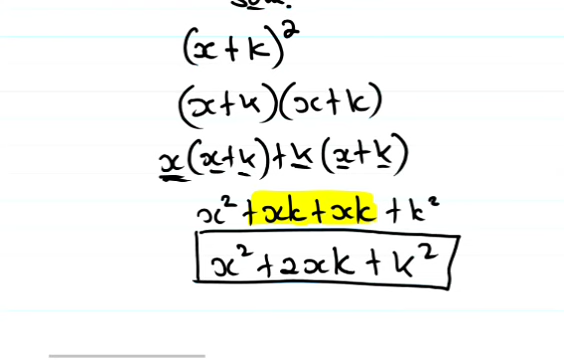 (x+k)²
(x+k)(x+k)
x(x+k)+k(x+k)
x²+xk+xk+k²
x²+2xk+k²